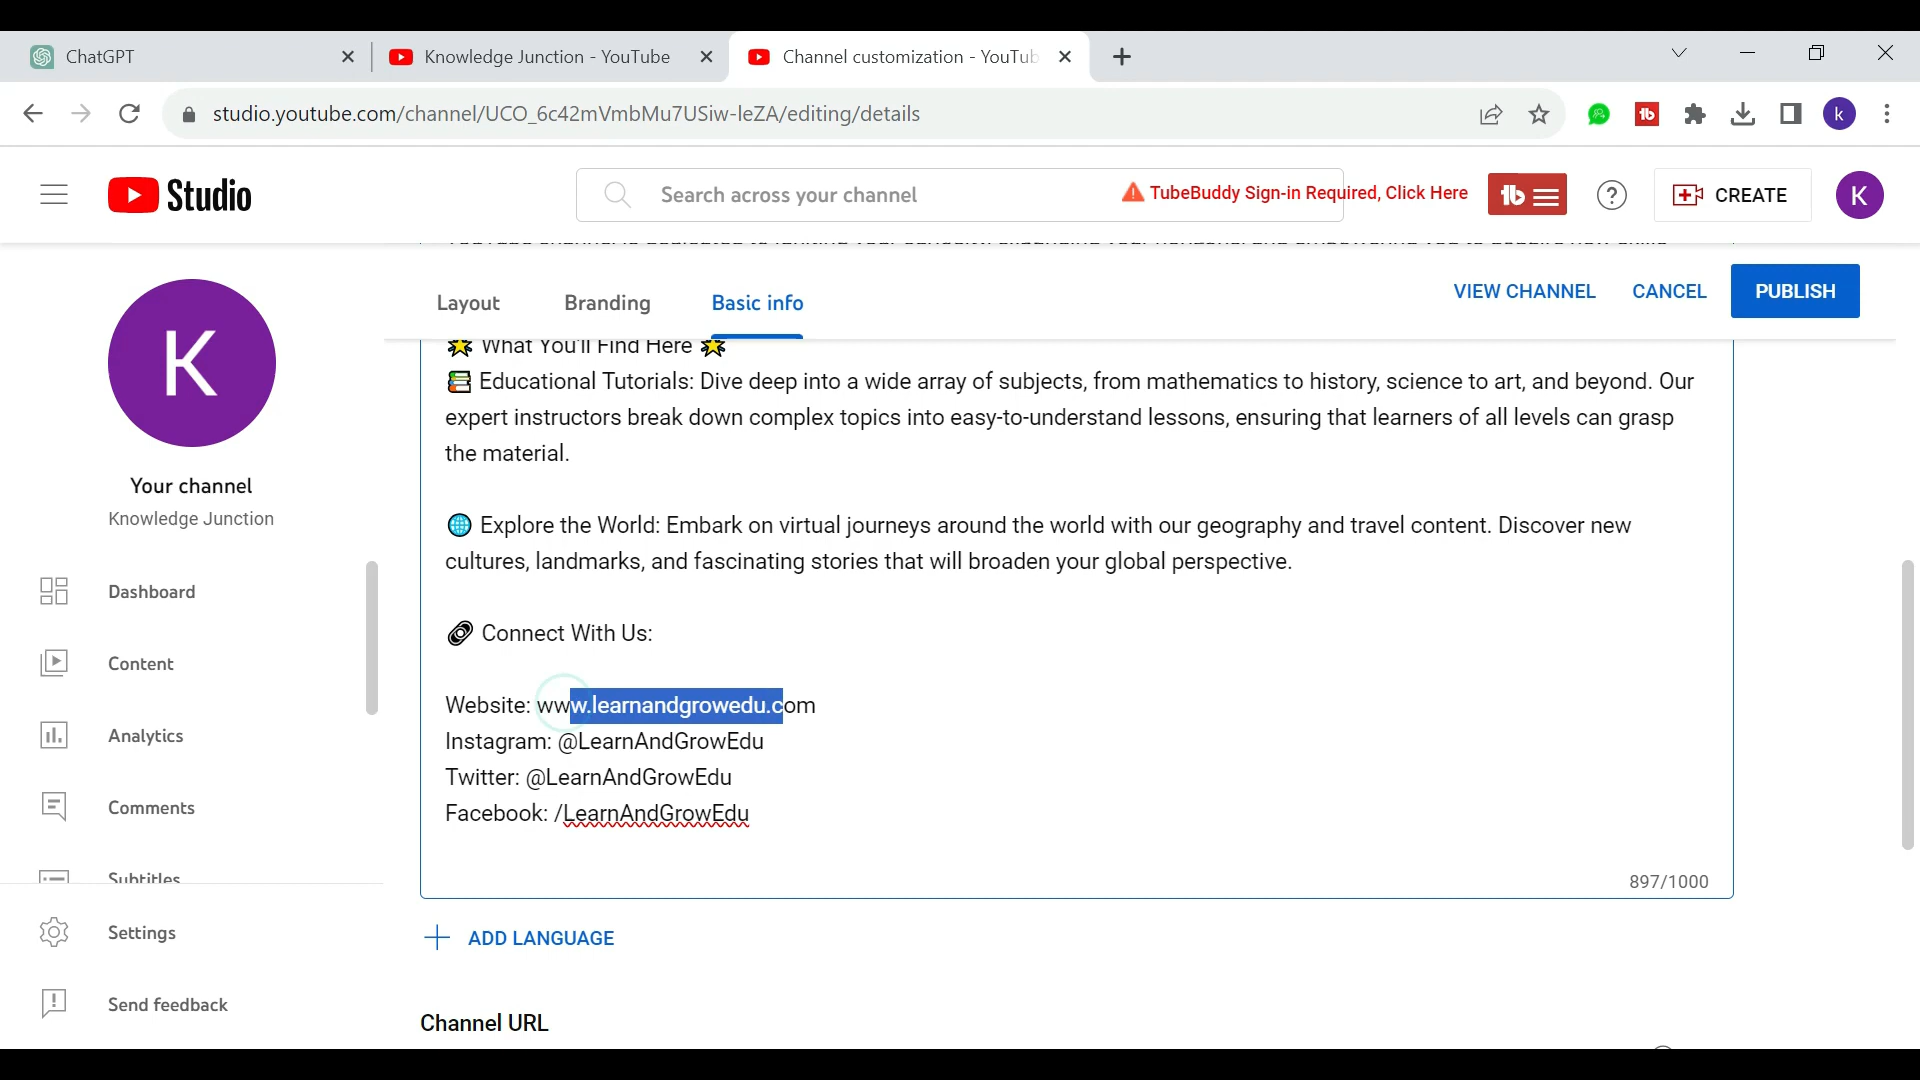 ChatGPT
Knowledge Junction - YouTube
Channel customization - YouTub
studio.youtube.com/channel/UCO_6c42mVmbMu7USiw-leZA/editing/details
k
Studio
Search across your channel
TubeBuddy Sign-in Required, Click Here
tb
CREATE
K
Layout
Branding
Basic info
VIEW CHANNEL
CANCEL
PUBLISH
K
Your channel
Knowledge Junction
Dashboard
Content
Analytics
Comments
Subtitles
Settings
Send feedback
🌟 What You'll Find Here 🌟
📚 Educational Tutorials: Dive deep into a wide array of subjects, from mathematics to history, science to art, and beyond. Our
expert instructors break down complex topics into easy-to-understand lessons, ensuring that learners of all levels can grasp
the material.
🌐 Explore the World: Embark on virtual journeys around the world with our geography and travel content. Discover new
cultures, landmarks, and fascinating stories that will broaden your global perspective.
🔗 Connect With Us:
Website: www.learnandgrowedu.com
Instagram: @LearnAndGrowEdu
Twitter: @LearnAndGrowEdu
Facebook: /LearnAndGrowEdu
897/1000
ADD LANGUAGE
Channel URL